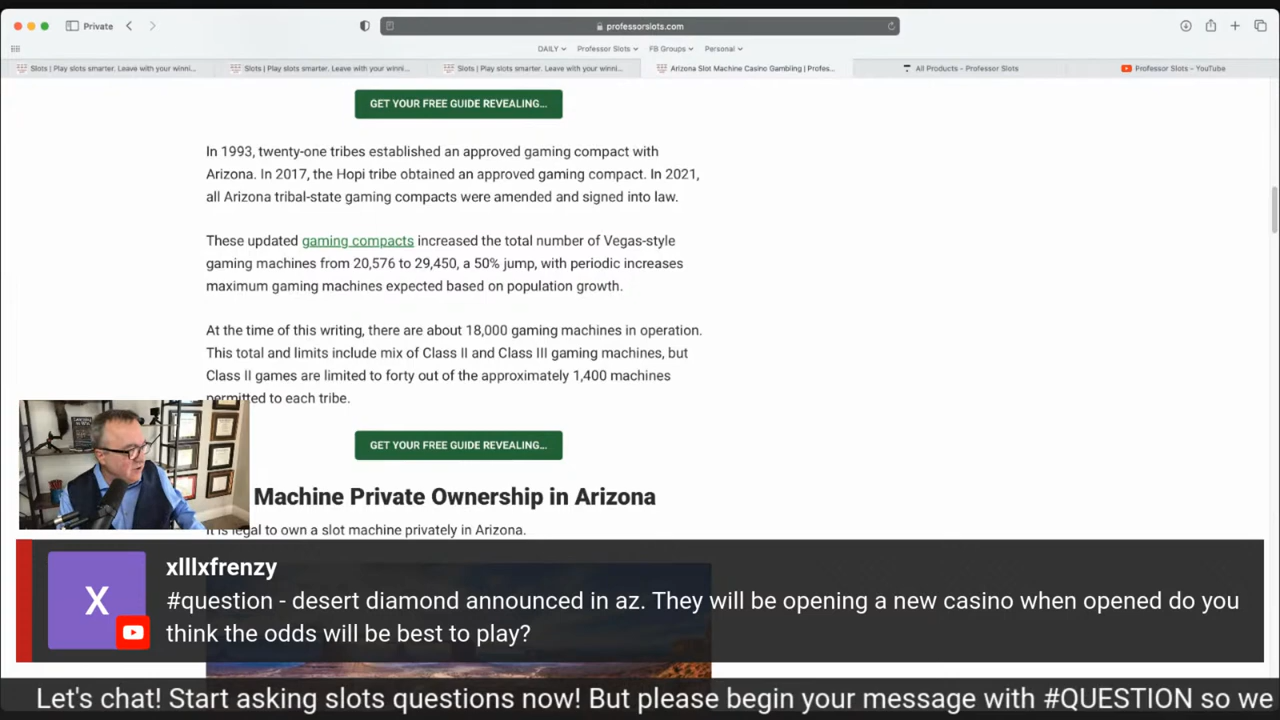 Private
professorslots.com
DAILY
Professor Slots
FB Groups
Personal
Slots | Play slots smarter. Leave with your winni...
Slots | Play slots smarter. Leave with your winni...
Slots | Play slots smarter. Leave with your winni...
Arizona Slot Machine Casino Gambling | Profes...
All Products - Professor Slots
Professor Slots - YouTube
GET YOUR FREE GUIDE REVEALING...
In 1993, twenty-one tribes established an approved gaming compact with
Arizona. In 2017, the Hopi tribe obtained an approved gaming compact. In 2021,
all Arizona tribal-state gaming compacts were amended and signed into law.
These updated gaming compacts increased the total number of Vegas-style
gaming machines from 20,576 to 29,450, a 50% jump, with periodic increases
maximum gaming machines expected based on population growth.
At the time of this writing, there are about 18,000 gaming machines in operation.
This total and limits include mix of Class II and Class III gaming machines, but
Class II games are limited to forty out of the approximately 1,400 machines
permitted to each tribe.
GET YOUR FREE GUIDE REVEALING...
Machine Private Ownership in Arizona
It is legal to own a slot machine privately in Arizona.
X
xlllxfrenzy
#question - desert diamond announced in az. They will be opening a new casino when opened do you
think the odds will be best to play?
Let's chat! Start asking slots questions now! But please begin your message with #QUESTION so we